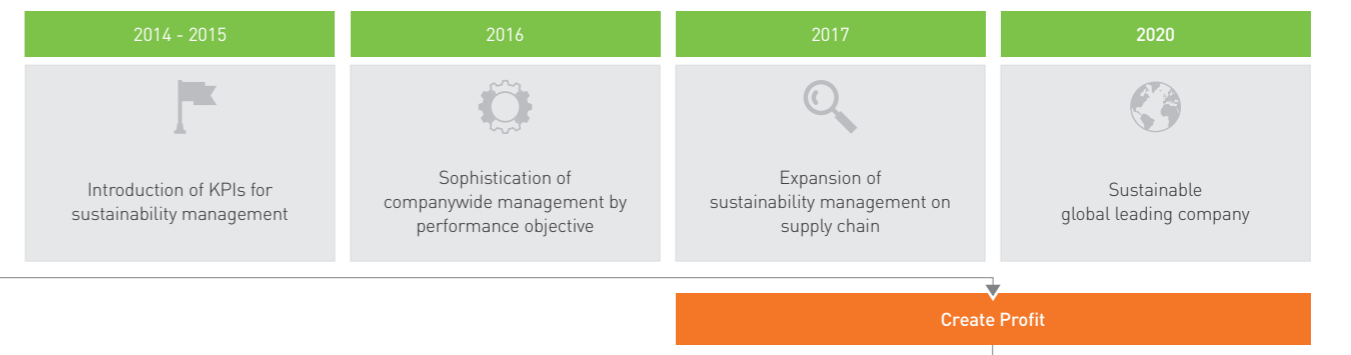 2014 - 2015
2016
2017
2020
Introduction of KPIs for
sustainability management
Sophistication of
companywide management by
performance objective
Expansion of
sustainability management on
supply chain
Sustainable
global leading company
Create Profit